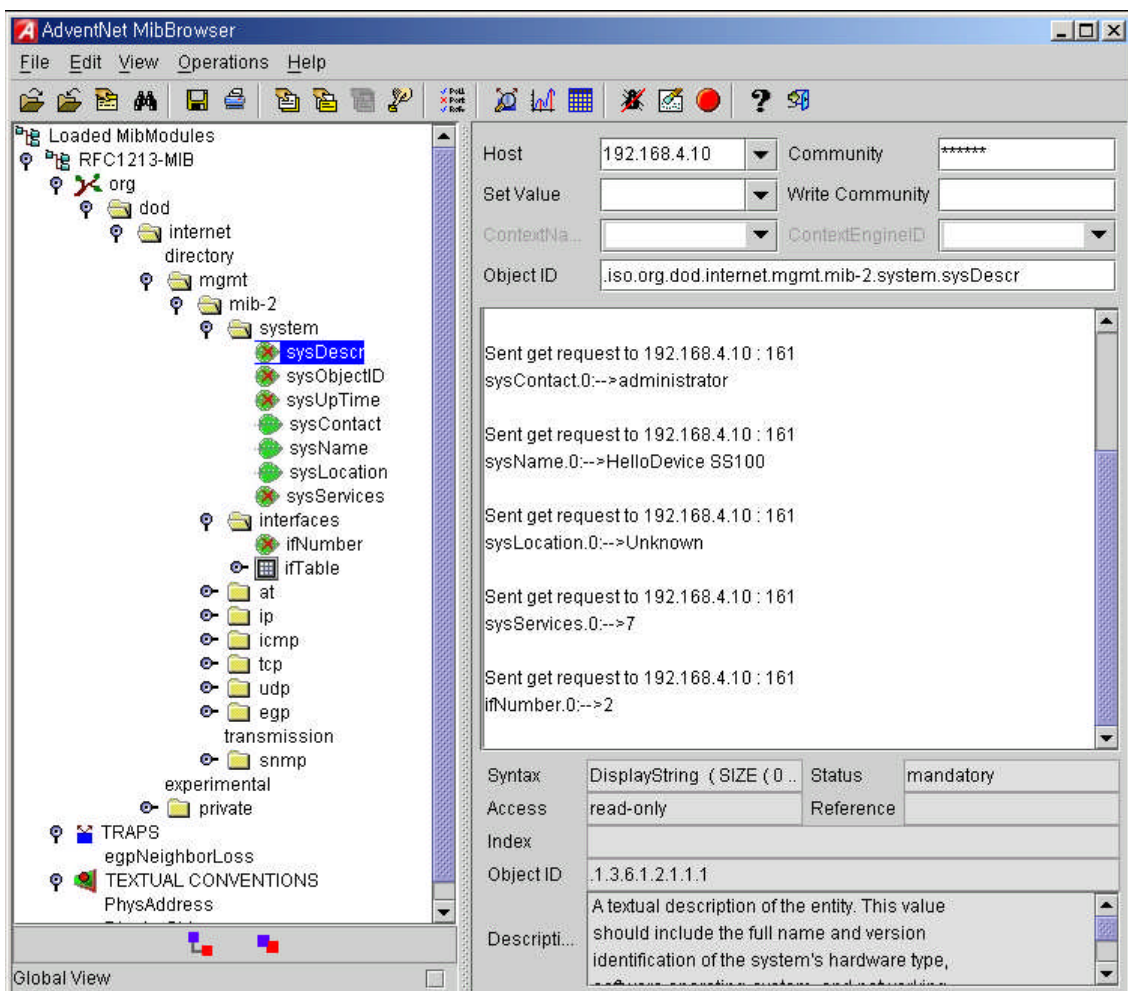 AdventNet MibBrowser
File Edit View Operations Help
Loaded MibModules
RFC1213-MIB
org
dod
internet
directory
mgmt
mib-2
system
sysDescr
sysObjectID
sysUpTime
sysContact
sysName
sysLocation
sysServices
interfaces
ifNumber
ifTable
at
ip
icmp
tcp
udp
egp
transmission
snmp
experimental
private
TRAPS
egpNeighborLoss
TEXTUAL CONVENTIONS
PhysAddress
Global View
Host 192.168.4.10 Community ******
Set Value Write Community
ContextNa... ContextEngineID
Object ID .iso.org.dod.internet.mgmt.mib-2.system.sysDescr
Sent get request to 192.168.4.10 : 161
sysContact.0:-->administrator
Sent get request to 192.168.4.10 : 161
sysName.0:-->HelloDevice SS100
Sent get request to 192.168.4.10 : 161
sysLocation.0:-->Unknown
Sent get request to 192.168.4.10 : 161
sysServices.0:-->7
Sent get request to 192.168.4.10 : 161
ifNumber.0:-->2
Syntax DisplayString ( SIZE ( 0 .. Status mandatory
Access read-only Reference
Index
Object ID .1.3.6.1.2.1.1.1
Descripti... A textual description of the entity. This value
should include the full name and version
identification of the system's hardware type,